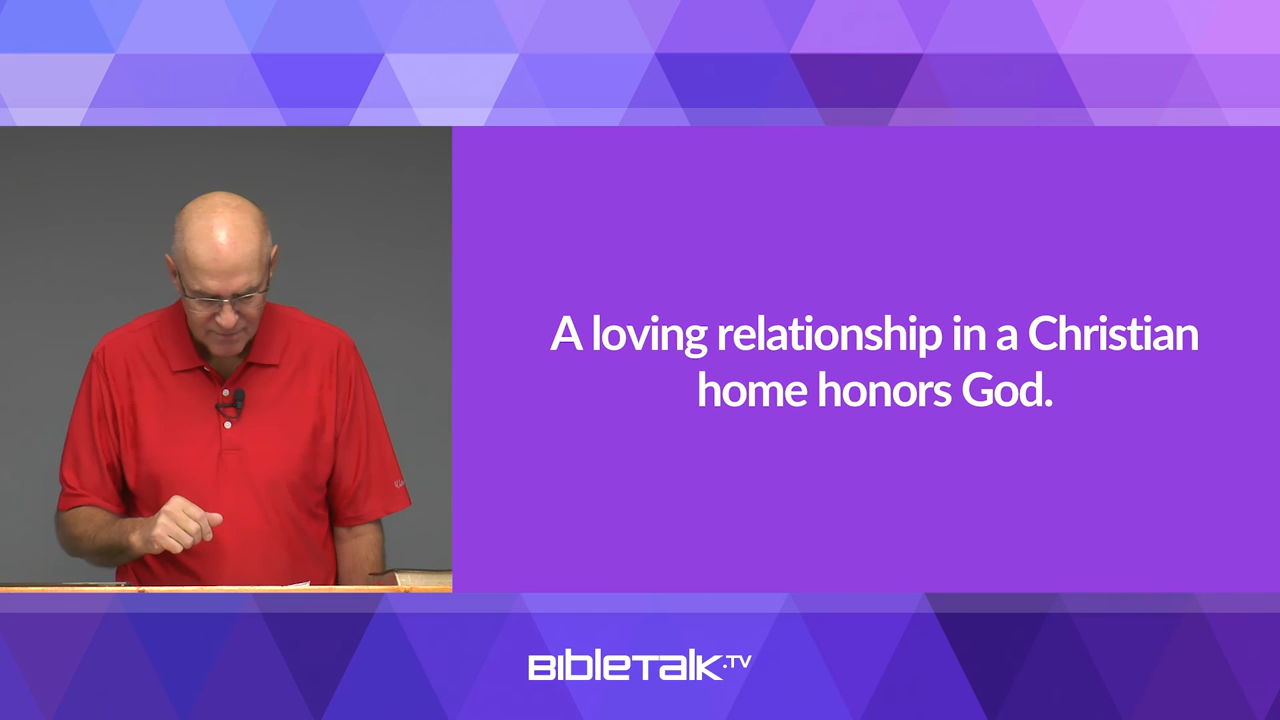 A loving relationship in a Christian
home honors God.
BIBLETALK.TV